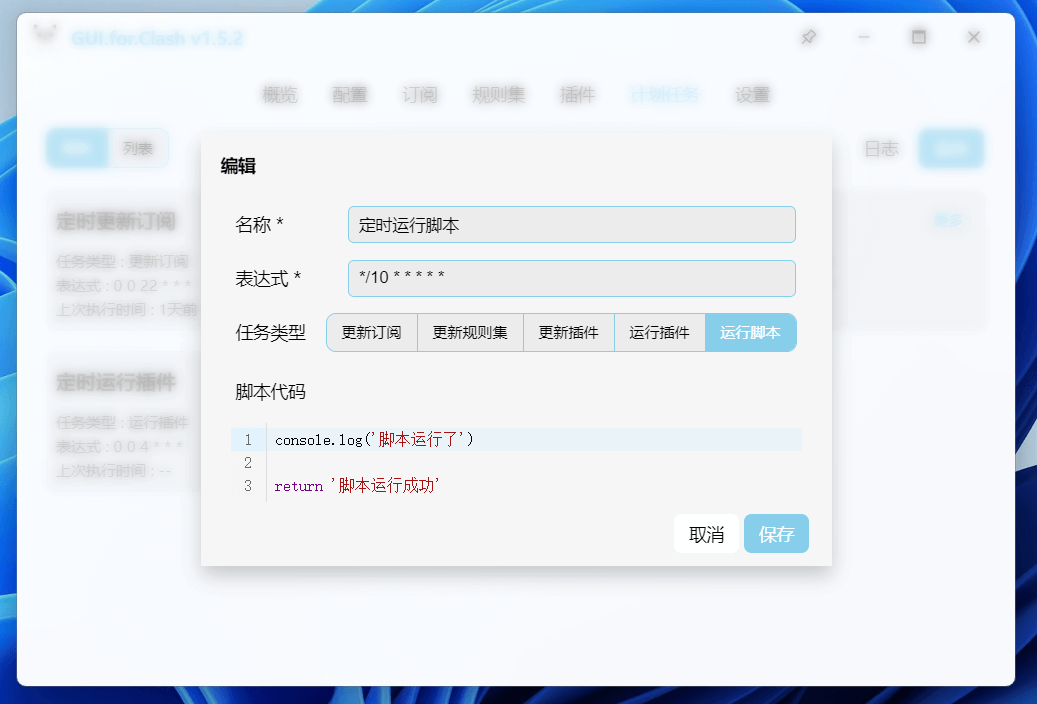 GUI.for.Clash v1.5.2
概览 配置 订阅 规则集 插件 计划任务 设置
列表 日志
编辑
定时更新订阅
名称 * 定时运行脚本
任务类型 : 更新订阅
表达式 * */10 * * * * *
表达式 : 0 0 22 * * *
上次执行时间 : 1天前
任务类型 更新订阅 更新规则集 更新插件 运行插件 运行脚本
定时运行插件
脚本代码
任务类型 : 运行插件
1 console.log('脚本运行了')
表达式 : 0 0 4 * * *
2
上次执行时间 : --
3 return '脚本运行成功'
取消 保存